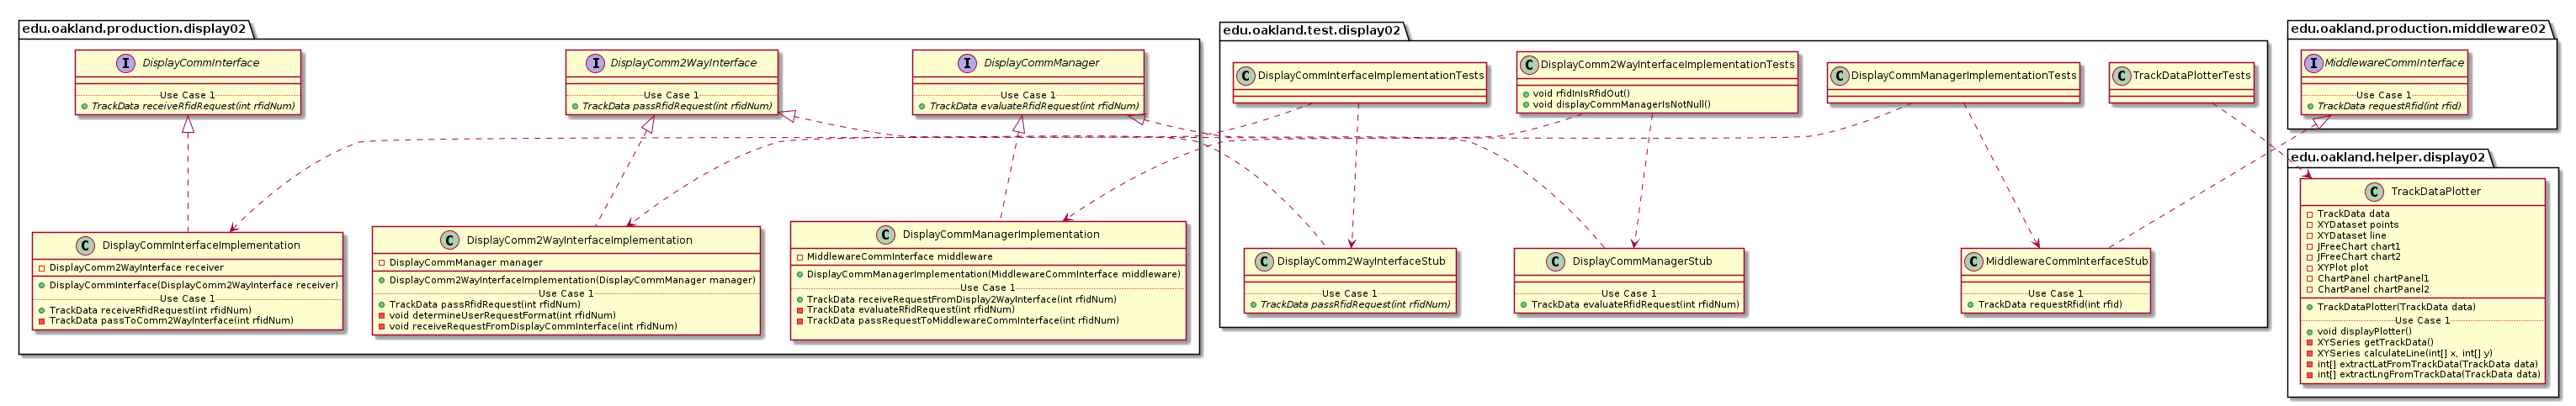 edu.oakland.production.display02
I DisplayCommInterface
Use Case 1
TrackData receiveRfidRequest(int rfidNum)
I DisplayComm2WayInterface
Use Case 1
TrackData passRfidRequest(int rfidNum)
I DisplayCommManager
Use Case 1
TrackData evaluateRfidRequest(int rfidNum)
C DisplayCommInterfaceImplementation
DisplayComm2WayInterface receiver
DisplayCommInterface(DisplayComm2WayInterface receiver)
Use Case 1
TrackData receiveRfidRequest(int rfidNum)
TrackData passToComm2WayInterface(int rfidNum)
C DisplayComm2WayInterfaceImplementation
DisplayCommManager manager
DisplayComm2WayInterfaceImplementation(DisplayCommManager manager)
Use Case 1
TrackData passRfidRequest(int rfidNum)
void determineUserRequestFormat(int rfidNum)
void receiveRequestFromDisplayCommInterface(int rfidNum)
C DisplayCommManagerImplementation
MiddlewareCommInterface middleware
DisplayCommManagerImplementation(MiddlewareCommInterface middleware)
Use Case 1
TrackData receiveRequestFromDisplay2WayInterface(int rfidNum)
TrackData evaluateRfidRequest(int rfidNum)
TrackData passRequestToMiddlewareCommInterface(int rfidNum)
edu.oakland.test.display02
C DisplayCommInterfaceImplementationTests
C DisplayComm2WayInterfaceImplementationTests
void rfidInIsRfidOut()
void displayCommManagerIsNotNull()
C DisplayCommManagerImplementationTests
C TrackDataPlotterTests
C DisplayComm2WayInterfaceStub
Use Case 1
TrackData passRfidRequest(int rfidNum)
C DisplayCommManagerStub
Use Case 1
TrackData evaluateRfidRequest(int rfidNum)
C MiddlewareCommInterfaceStub
Use Case 1
TrackData requestRfid(int rfid)
edu.oakland.production.middleware02
I MiddlewareCommInterface
Use Case 1
TrackData requestRfid(int rfid)
edu.oakland.helper.display02
C TrackDataPlotter
TrackData data
XYDataset points
XYDataset line
JFreeChart chart1
JFreeChart chart2
XYPlot plot
ChartPanel chartPanel1
ChartPanel chartPanel2
TrackDataPlotter(TrackData data)
Use Case 1
void displayPlotter()
XYSeries getTrackData()
XYSeries calculateLine(int[] x, int[] y)
int[] extractLatFromTrackData(TrackData data)
int[] extractLngFromTrackData(TrackData data)